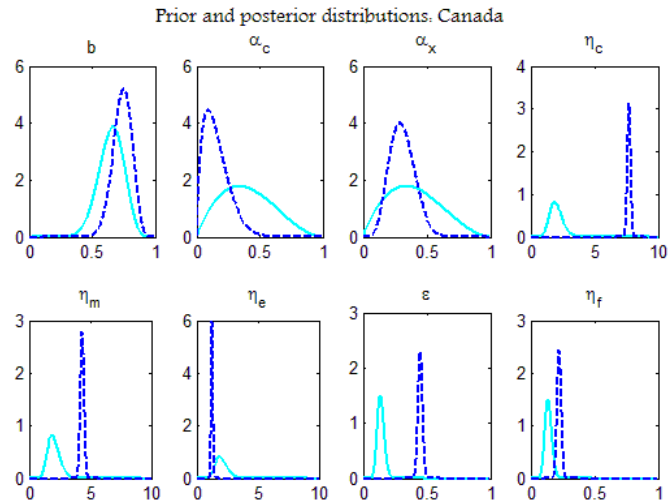 Prior and posterior distributions: Canada
b α_c α_x η_c
6 6 6 4
4 4 4 3
2
2 2 2 1
0 0 0 0
0 0.5 1 0 0.5 1 0 0.5 1 0 5 10
η_m η_e ε η_f
3 6 3 3
2 4 2 2
1 2 1 1
0 0 0 0
0 5 10 0 5 10 0 0.5 1 0 0.5 1